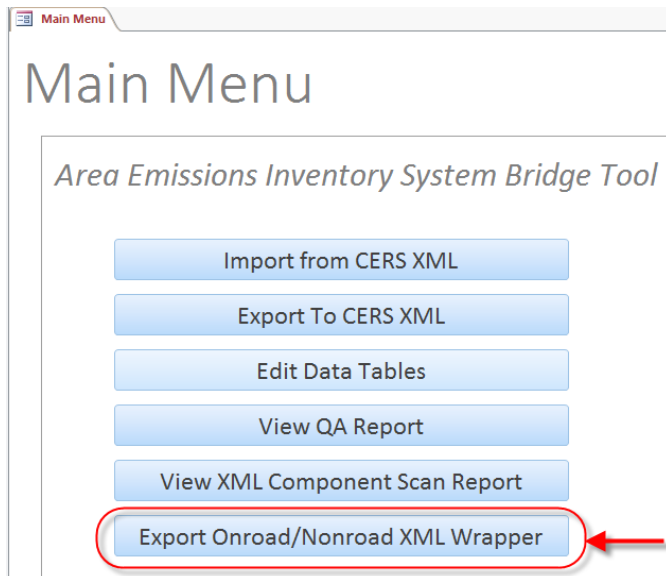 Main Menu
Main Menu
Area Emissions Inventory System Bridge Tool
Import from CERS XML
Export To CERS XML
Edit Data Tables
View QA Report
View XML Component Scan Report
Export Onroad/Nonroad XML Wrapper